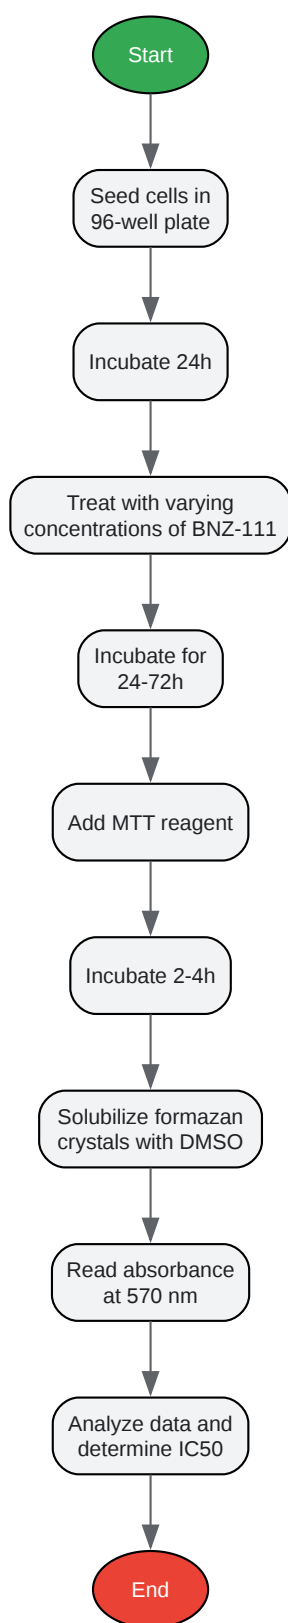 Start
Seed cells in
96-well plate
Incubate 24h
Treat with varying
concentrations of BNZ-111
Incubate for
24-72h
Add MTT reagent
Incubate 2-4h
Solubilize formazan
crystals with DMSO
Read absorbance
at 570 nm
Analyze data and
determine IC50
End